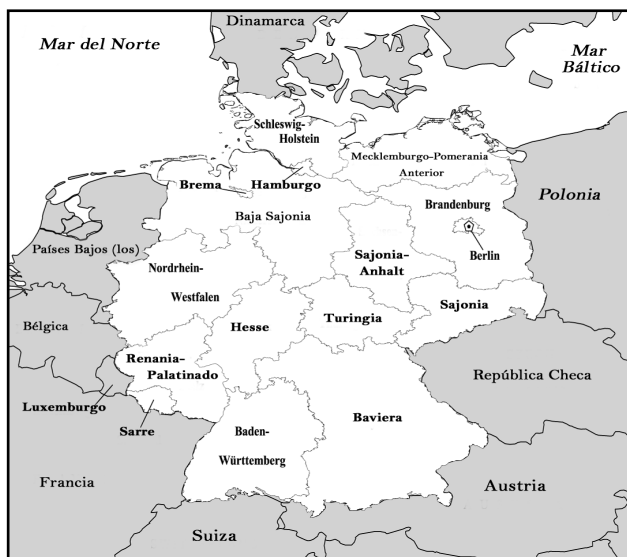 Dinamarca
Mar del Norte
Mar
Báltico
Schleswig-
Holstein
Mecklemburgo-Pomerania
Anterior
Brema
Hamburgo
Brandenburg
Polonia
Baja Sajonia
Países Bajos (los)
Sajonia-
Anhalt
Berlin
Nordrhein-
Westfalen
Sajonia
Bélgica
Hesse
Turingia
Renania-
Palatinado
República Checa
Luxemburgo
Sarre
Baviera
Baden-
Württemberg
Francia
Austria
Suiza